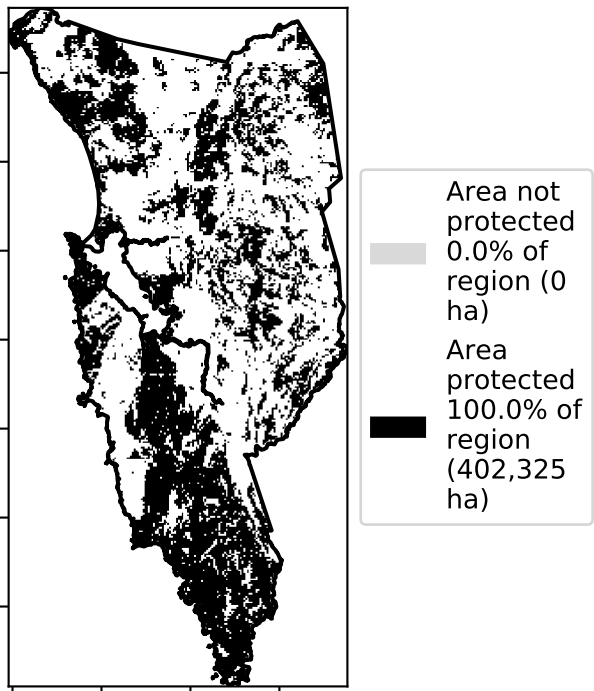 Area not
protected
0.0% of
region (0
ha)
Area
protected
100.0% of
region
(402,325
ha)